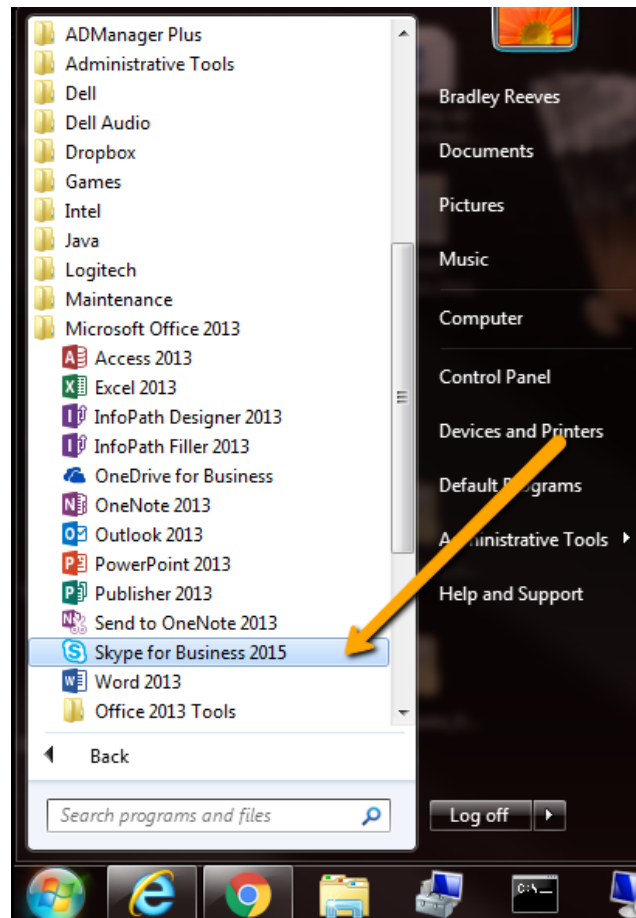 ADManager Plus
Administrative Tools
Dell
Dell Audio
Dropbox
Games
Intel
Java
Logitech
Maintenance
Microsoft Office 2013
Access 2013
Excel 2013
InfoPath Designer 2013
InfoPath Filler 2013
OneDrive for Business
OneNote 2013
Outlook 2013
PowerPoint 2013
Publisher 2013
Send to OneNote 2013
Skype for Business 2015
Word 2013
Office 2013 Tools
Back
Search programs and files
Bradley Reeves
Documents
Pictures
Music
Computer
Control Panel
Devices and Printers
Default Programs
Administrative Tools
Help and Support
Log off
C:\_